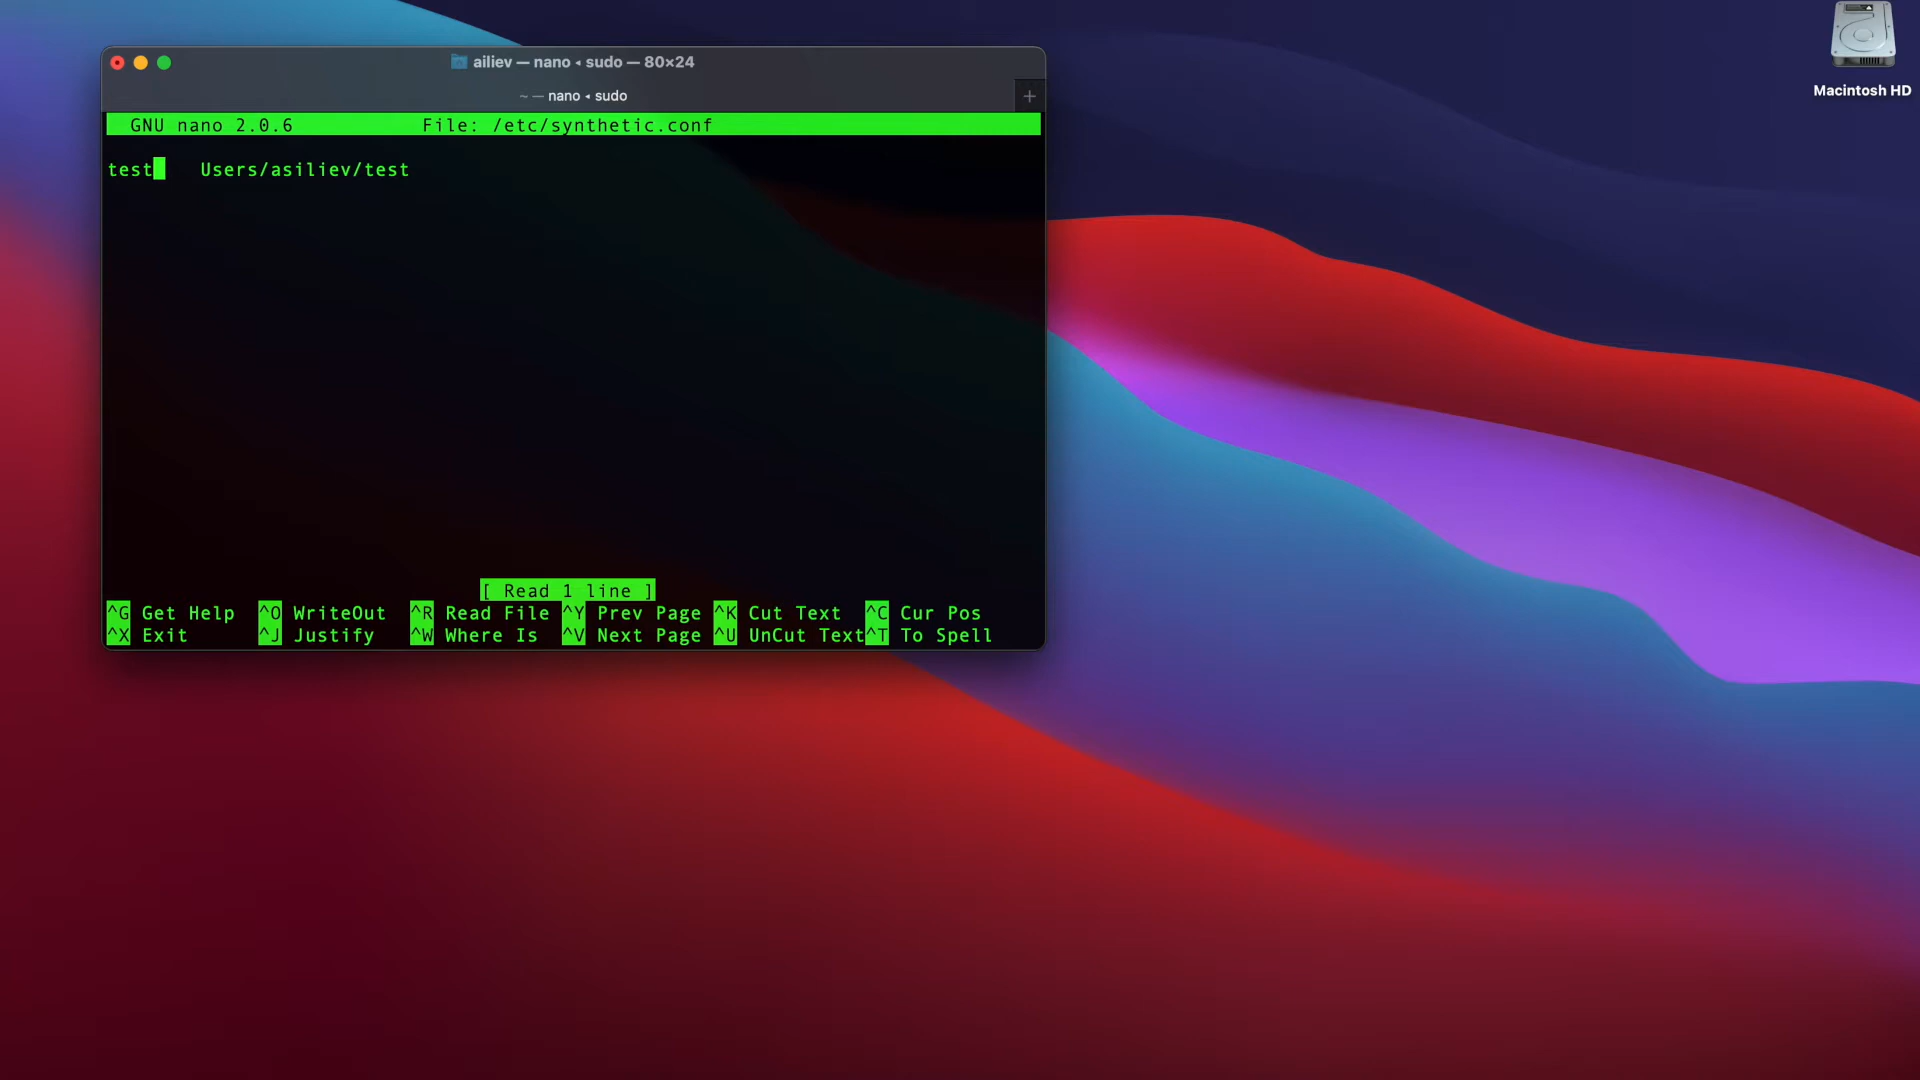 ailiev — nano ◂ sudo — 80×24
~ — nano ◂ sudo
+
GNU nano 2.0.6 File: /etc/synthetic.conf
test Users/asiliev/test
[ Read 1 line ]
^G Get Help ^O WriteOut ^R Read File ^Y Prev Page ^K Cut Text ^C Cur Pos
^X Exit ^J Justify ^W Where Is ^V Next Page ^U UnCut Text ^T To Spell
Macintosh HD